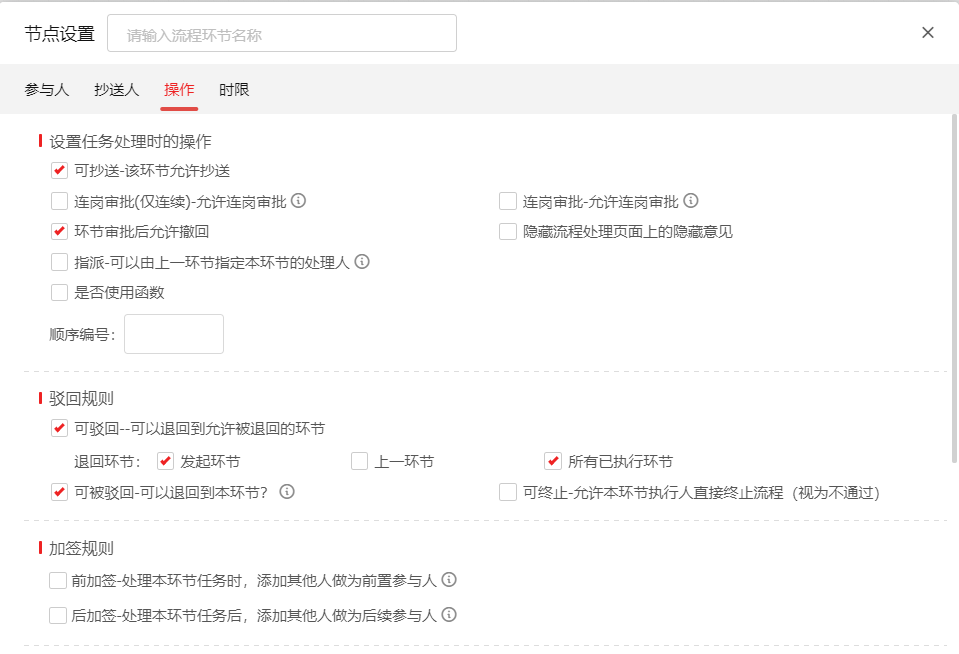 节点设置 请输入流程环节名称
参与人 抄送人 操作 时限
设置任务处理时的操作
可抄送-该环节允许抄送
连岗审批(仅连续)-允许连岗审批 连岗审批-允许连岗审批
环节审批后允许撤回 隐藏流程处理页面上的隐藏意见
指派-可以由上一环节指定本环节的处理人
是否使用函数
顺序编号：
驳回规则
可驳回--可以退回到允许被退回的环节
退回环节： 发起环节 上一环节 所有已执行环节
可被驳回-可以退回到本环节？ 可终止-允许本环节执行人直接终止流程（视为不通过）
加签规则
前加签-处理本环节任务时，添加其他人做为前置参与人
后加签-处理本环节任务后，添加其他人做为后续参与人